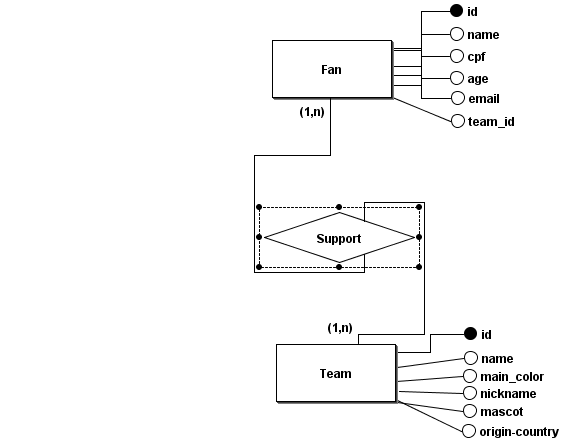 id
name
cpf
Fan
age
email
(1,n)
team_id
Support
(1,n)
id
name
Team
main_color
nickname
mascot
origin-country